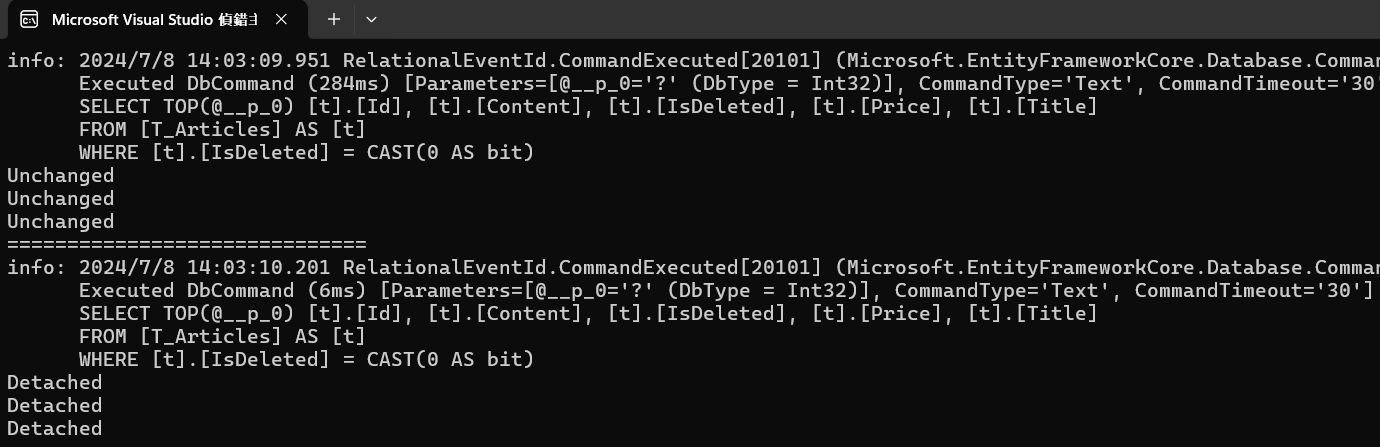 Microsoft Visual Studio 偵錯主
info: 2024/7/8 14:03:09.951 RelationalEventId.CommandExecuted[20101] (Microsoft.EntityFrameworkCore.Database.Comman
Executed DbCommand (284ms) [Parameters=[@__p_0='?' (DbType = Int32)], CommandType='Text', CommandTimeout='30'
SELECT TOP(@__p_0) [t].[Id], [t].[Content], [t].[IsDeleted], [t].[Price], [t].[Title]
FROM [T_Articles] AS [t]
WHERE [t].[IsDeleted] = CAST(0 AS bit)
Unchanged
Unchanged
Unchanged
==============================
info: 2024/7/8 14:03:10.201 RelationalEventId.CommandExecuted[20101] (Microsoft.EntityFrameworkCore.Database.Comman
Executed DbCommand (6ms) [Parameters=[@__p_0='?' (DbType = Int32)], CommandType='Text', CommandTimeout='30']
SELECT TOP(@__p_0) [t].[Id], [t].[Content], [t].[IsDeleted], [t].[Price], [t].[Title]
FROM [T_Articles] AS [t]
WHERE [t].[IsDeleted] = CAST(0 AS bit)
Detached
Detached
Detached